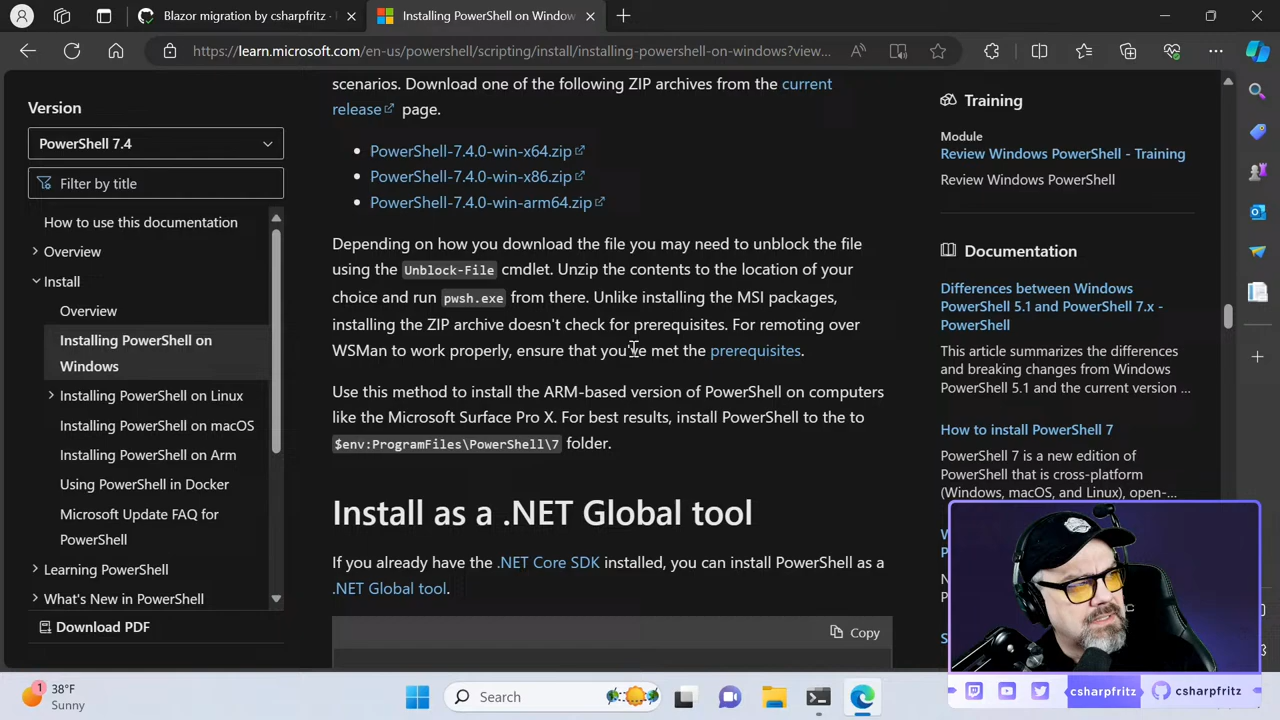 Blazor migration by csharpfritz ·
Installing PowerShell on Window
https://learn.microsoft.com/en-us/powershell/scripting/install/installing-powershell-on-windows?view...
Version
PowerShell 7.4
Filter by title
How to use this documentation
Overview
Install
Overview
Installing PowerShell on
Windows
Installing PowerShell on Linux
Installing PowerShell on macOS
Installing PowerShell on Arm
Using PowerShell in Docker
Microsoft Update FAQ for
PowerShell
Learning PowerShell
What's New in PowerShell
Download PDF
scenarios. Download one of the following ZIP archives from the current
release page.
• PowerShell-7.4.0-win-x64.zip
• PowerShell-7.4.0-win-x86.zip
• PowerShell-7.4.0-win-arm64.zip
Depending on how you download the file you may need to unblock the file
using the Unblock-File cmdlet. Unzip the contents to the location of your
choice and run pwsh.exe from there. Unlike installing the MSI packages,
installing the ZIP archive doesn't check for prerequisites. For remoting over
WSMan to work properly, ensure that you've met the prerequisites.
Use this method to install the ARM-based version of PowerShell on computers
like the Microsoft Surface Pro X. For best results, install PowerShell to the to
$env:ProgramFiles\PowerShell\7 folder.
Install as a .NET Global tool
If you already have the .NET Core SDK installed, you can install PowerShell as a
.NET Global tool.
Copy
Training
Module
Review Windows PowerShell - Training
Review Windows PowerShell
Documentation
Differences between Windows
PowerShell 5.1 and PowerShell 7.x -
PowerShell
This article summarizes the
differences and breaking changes from Windows
PowerShell 5.1 and the current version ...
How to install PowerShell 7
PowerShell 7 is a new edition of
PowerShell that is cross-platform
(Windows, macOS, and Linux), open-...
csharpfritz
csharpfritz
1
38°F
Sunny
Search